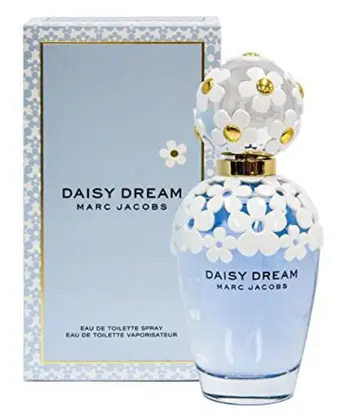 DAISY DREAM
MARC JACOBS
EAU DE TOILETTE SPRAY
EAU DE TOILETTE VAPORISATEUR
DAISY DREAM
MARC JACOBS